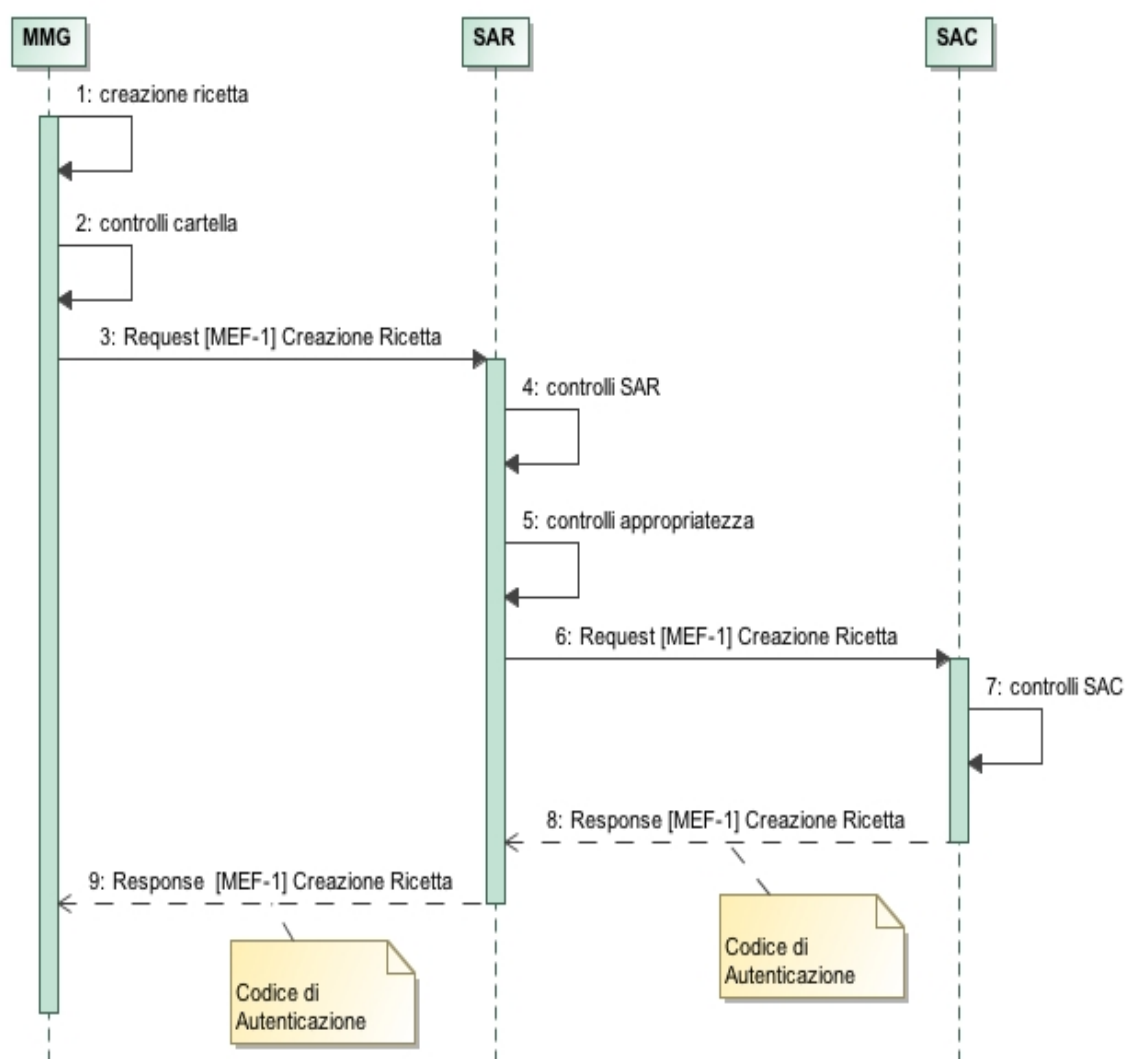 MMG
SAR
SAC
1: creazione ricetta
2: controlli cartella
3: Request [MEF-1] Creazione Ricetta
4: controlli SAR
5: controlli appropriatezza
6: Request [MEF-1] Creazione Ricetta
7: controlli SAC
8: Response [MEF-1] Creazione Ricetta
9: Response  [MEF-1] Creazione Ricetta
Codice di
Autenticazione
Codice di
Autenticazione